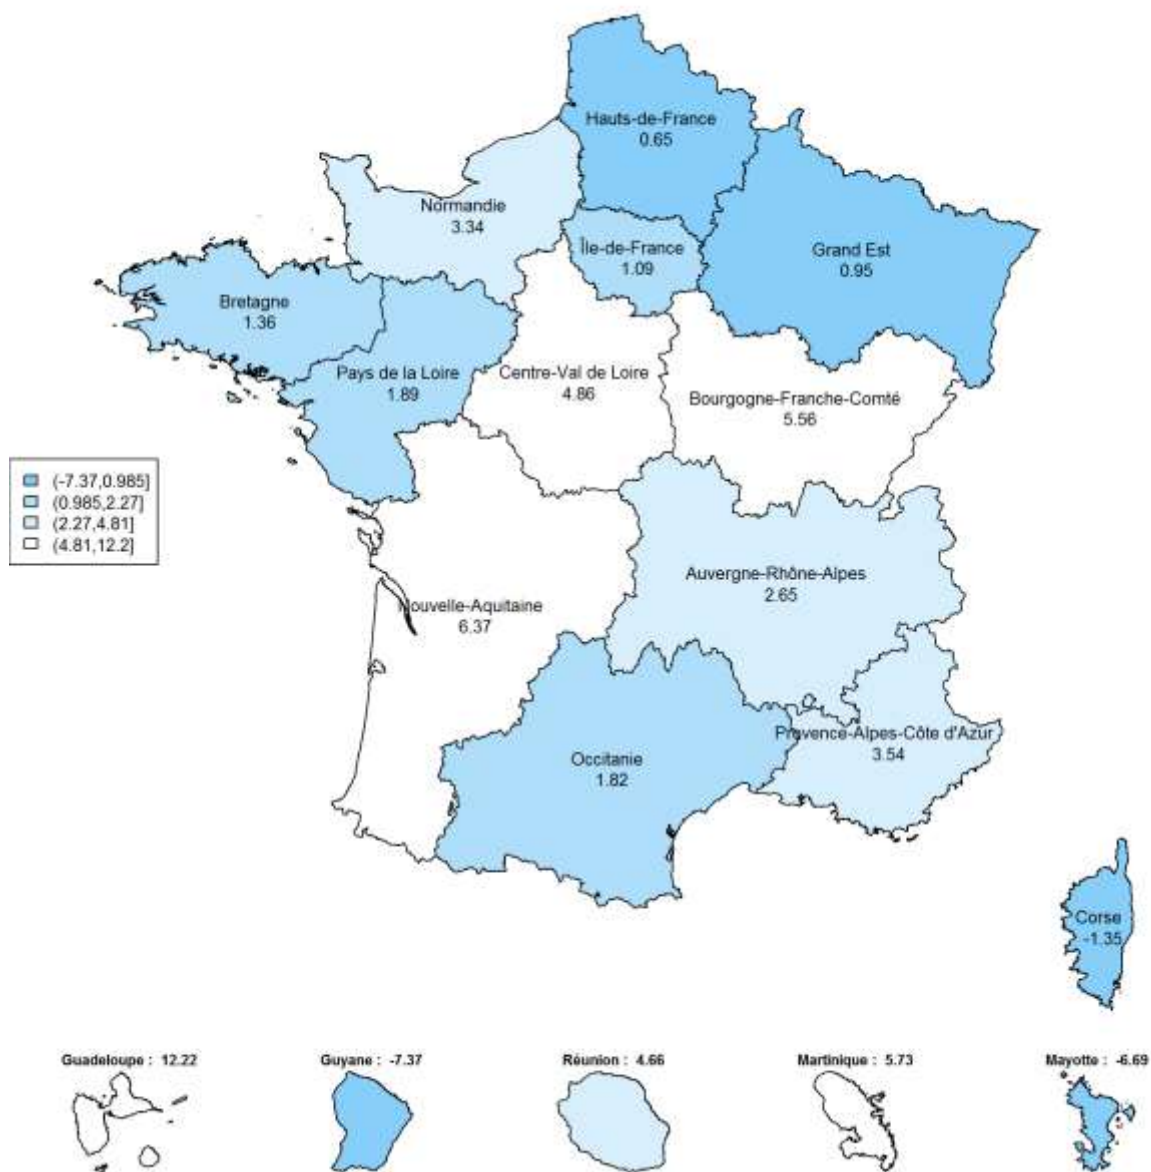 Hauts-de-France
0.65
Normandie
3.34
Île-de-France
1.09
Grand Est
0.95
Bretagne
1.36
Pays de la Loire
1.89
Centre-Val de Loire
4.86
Bourgogne-Franche-Comté
5.56
(-7.37,0.985]
(0.985,2.27]
(2.27,4.81]
(4.81,12.2]
Auvergne-Rhône-Alpes
2.65
Nouvelle-Aquitaine
6.37
Provence-Alpes-Côte d'Azur
3.54
Occitanie
1.82
Corse
-1.35
Guadeloupe : 12.22
Guyane : -7.37
Réunion : 4.66
Martinique : 5.73
Mayotte : -6.69